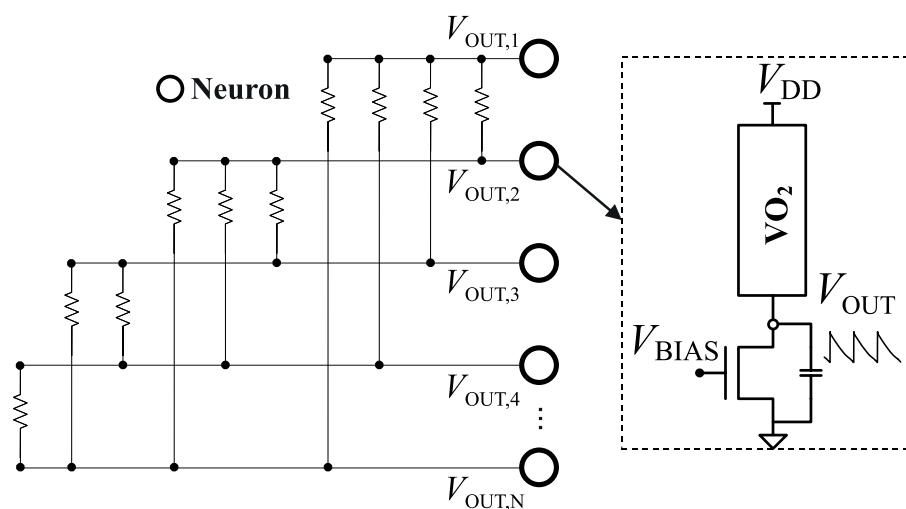 V_OUT,1
Neuron
V_DD
VO₂
V_OUT,2
V_OUT,3
V_OUT
V_BIAS
V_OUT,4
⋮
V_OUT,N